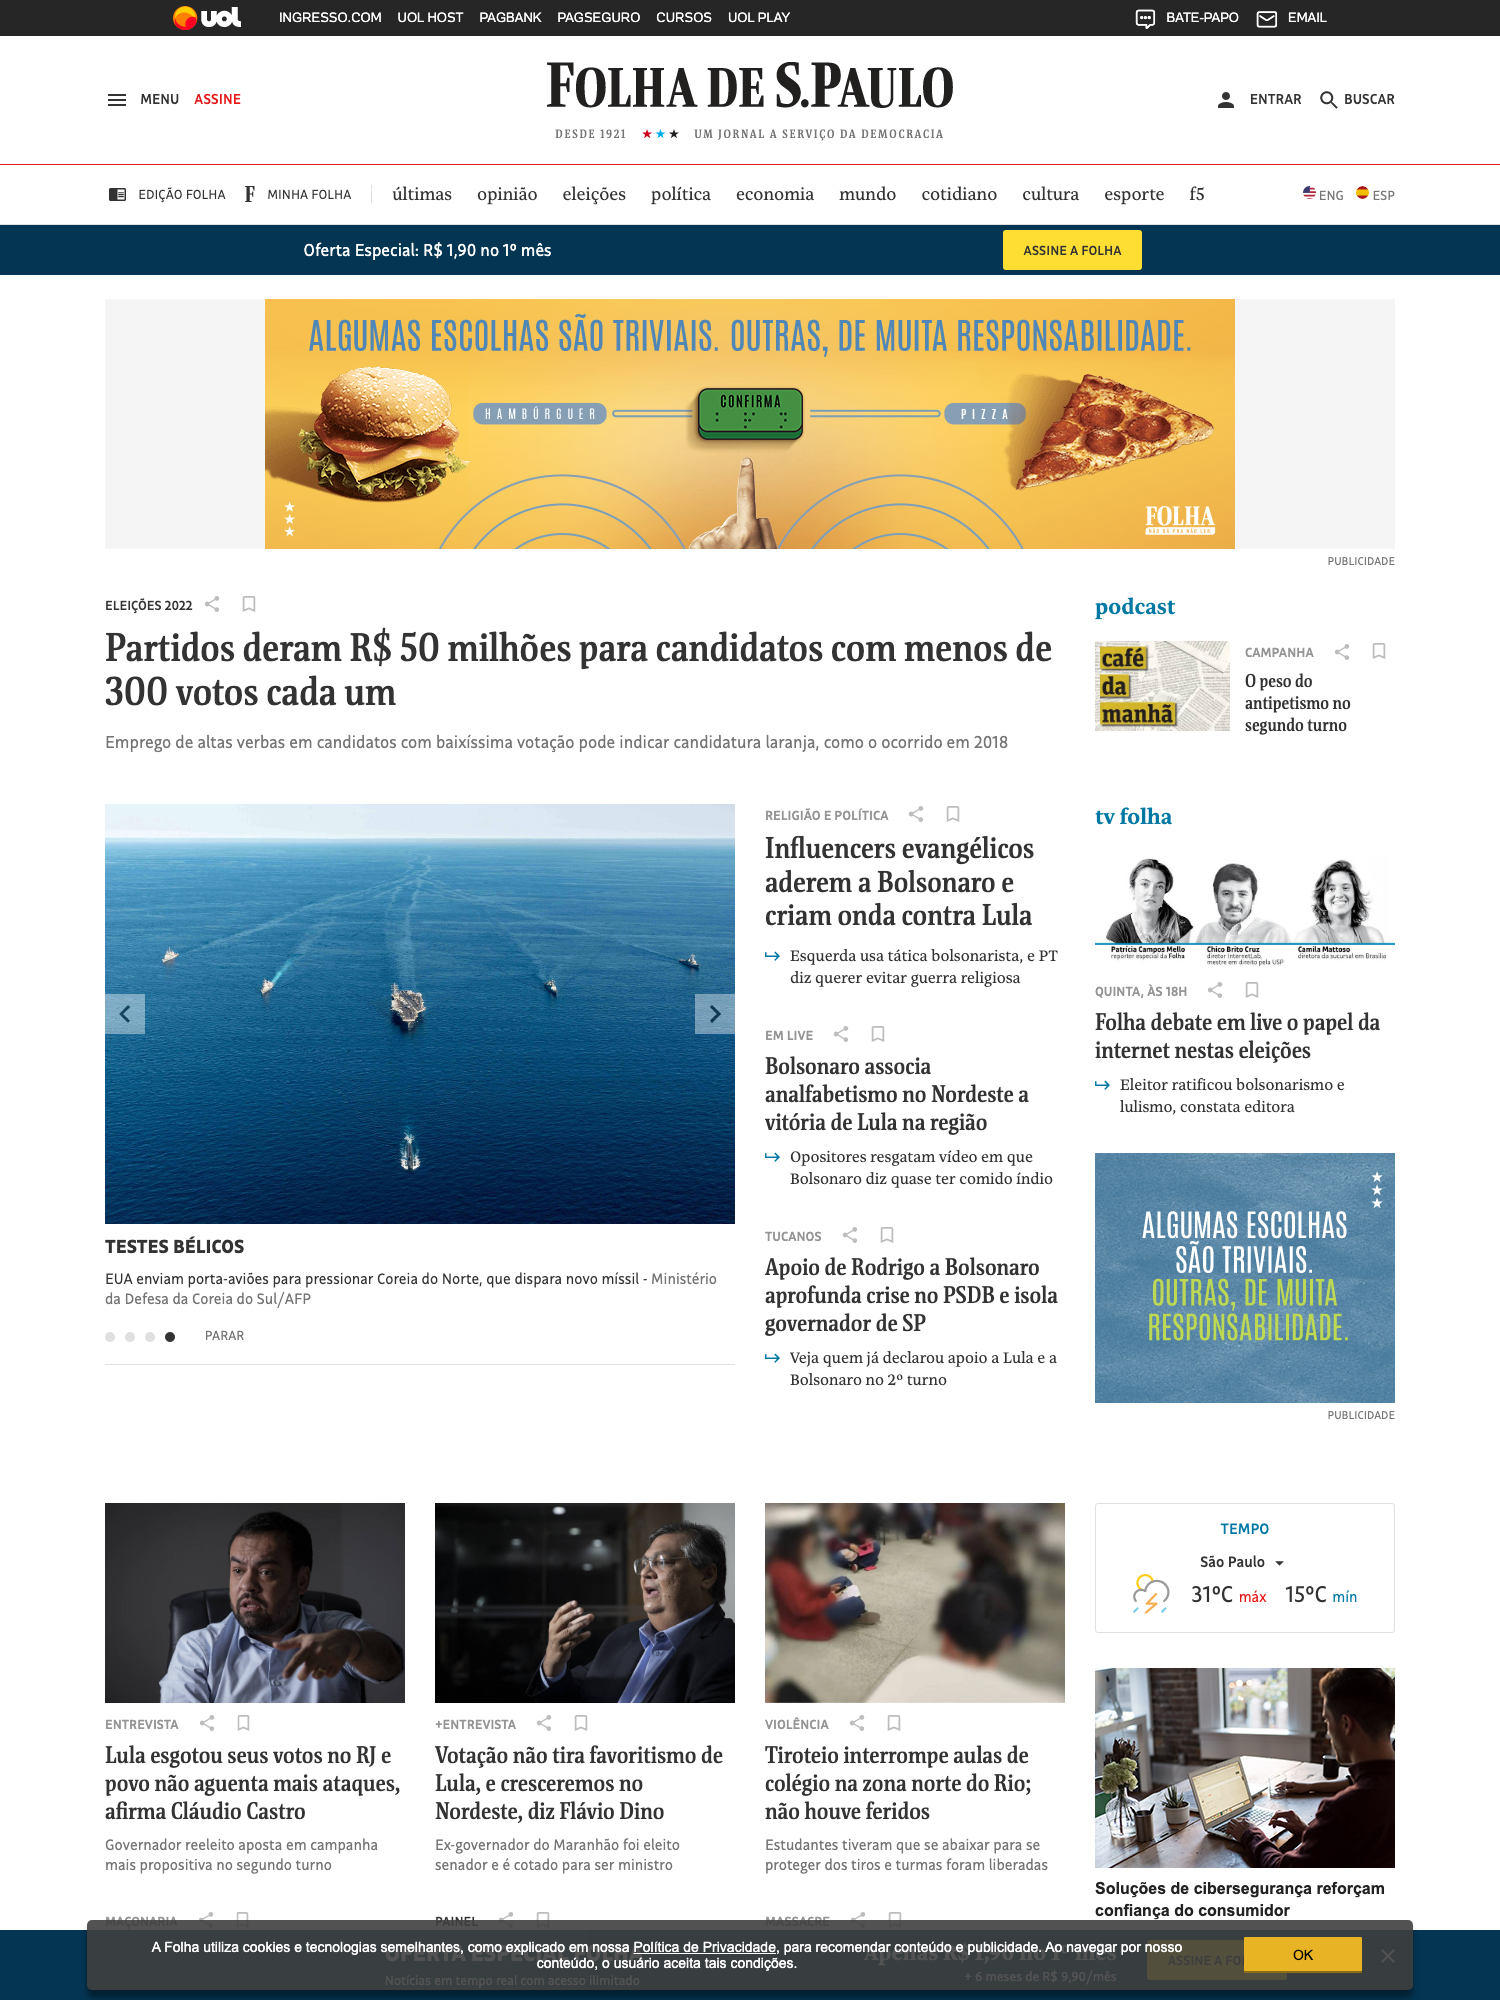 uol INGRESSO.COM UOL HOST PAGBANK PAGSEGURO CURSOS UOL PLAY BATE-PAPO EMAIL
MENU ASSINE
FOLHA DE S.PAULO
DESDE 1921 ★★★ UM JORNAL A SERVIÇO DA DEMOCRACIA
ENTRAR BUSCAR
EDIÇÃO FOLHA F MINHA FOLHA últimas opinião eleições política economia mundo cotidiano cultura esporte f5 ENG ESP
Oferta Especial: R$ 1,90 no 1º mês ASSINE A FOLHA
ALGUMAS ESCOLHAS SÃO TRIVIAIS. OUTRAS, DE MUITA RESPONSABILIDADE.
HAMBÚRGUER CONFIRMA PIZZA
FOLHA
NÃO DÁ PRA NÃO LER
PUBLICIDADE
ELEIÇÕES 2022
Partidos deram R$ 50 milhões para candidatos com menos de
300 votos cada um
Emprego de altas verbas em candidatos com baixíssima votação pode indicar candidatura laranja, como o ocorrido em 2018
podcast
café
da
manhã
CAMPANHA
O peso do
antipetismo no
segundo turno
TESTES BÉLICOS
EUA enviam porta-aviões para pressionar Coreia do Norte, que dispara novo míssil - Ministério
da Defesa da Coreia do Sul/AFP
PARAR
RELIGIÃO E POLÍTICA
Influencers evangélicos
aderem a Bolsonaro e
criam onda contra Lula
Esquerda usa tática bolsonarista, e PT
diz querer evitar guerra religiosa
EM LIVE
Bolsonaro associa
analfabetismo no Nordeste a
vitória de Lula na região
Opositores resgatam vídeo em que
Bolsonaro diz quase ter comido índio
TUCANOS
Apoio de Rodrigo a Bolsonaro
aprofunda crise no PSDB e isola
governador de SP
Veja quem já declarou apoio a Lula e a
Bolsonaro no 2º turno
tv folha
Patrícia Campos Mello
repórter especial da Folha
Chico Brito Cruz
diretor InternetLab,
mestre em direito pela USP
Camila Mattoso
diretora da sucursal em Brasília
QUINTA, ÀS 18H
Folha debate em live o papel da
internet nestas eleições
Eleitor ratificou bolsonarismo e
lulismo, constata editora
ALGUMAS ESCOLHAS
SÃO TRIVIAIS.
OUTRAS, DE MUITA
RESPONSABILIDADE.
PUBLICIDADE
ENTREVISTA
Lula esgotou seus votos no RJ e
povo não aguenta mais ataques,
afirma Cláudio Castro
Governador reeleito aposta em campanha
mais propositiva no segundo turno
MAÇONARIA
+ENTREVISTA
Votação não tira favoritismo de
Lula, e cresceremos no
Nordeste, diz Flávio Dino
Ex-governador do Maranhão foi eleito
senador e é cotado para ser ministro
PAINEL
VIOLÊNCIA
Tiroteio interrompe aulas de
colégio na zona norte do Rio;
não houve feridos
Estudantes tiveram que se abaixar para se
proteger dos tiros e turmas foram liberadas
MASSACRE
TEMPO
São Paulo
31ºC máx 15ºC mín
Soluções de cibersegurança reforçam
confiança do consumidor
A Folha utiliza cookies e tecnologias semelhantes, como explicado em nossa Política de Privacidade, para recomendar conteúdo e publicidade. Ao navegar por nosso
conteúdo, o usuário aceita tais condições.
OK
Notícias em tempo real com acesso ilimitado
Apenas R$ 1,90 no 1º mês
+ 6 meses de R$ 9,90/mês
ASSINE A FO